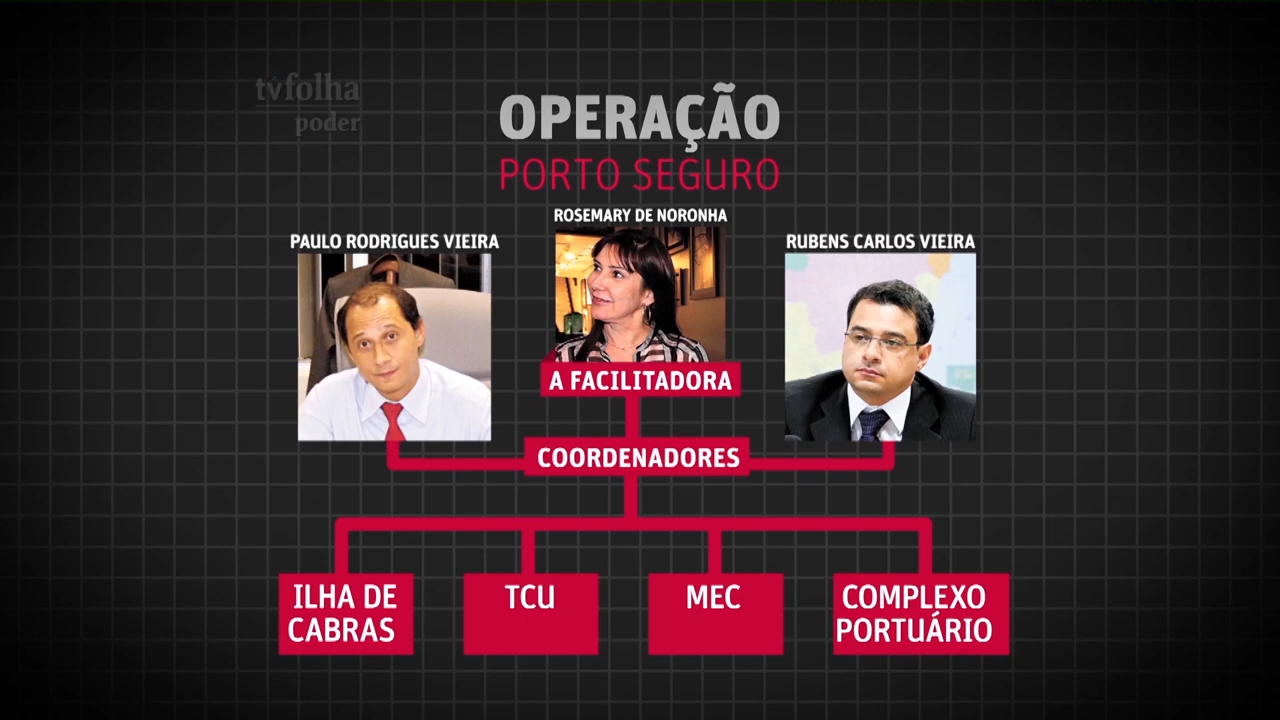 tvfolha
poder
OPERAÇÃO
PORTO SEGURO
ROSEMARY DE NORONHA
PAULO RODRIGUES VIEIRA
RUBENS CARLOS VIEIRA
A FACILITADORA
COORDENADORES
ILHA DE
CABRAS
TCU
MEC
COMPLEXO
PORTUÁRIO